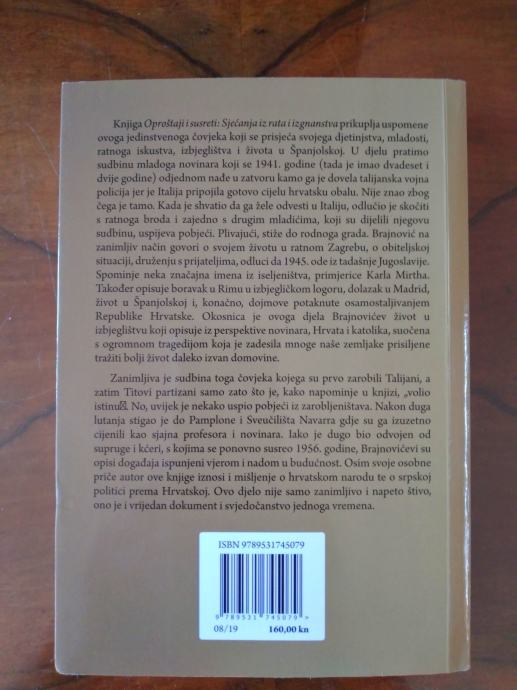 Knjiga Oproštaji i susreti: Sjećanja iz rata i izgnanstva prikuplja uspomene
ovoga jedinstvenoga čovjeka koji se prisjeća svojega djetinjstva, mladosti,
ratnoga iskustva, izbjeglištva i života u Španjolskoj. U djelu pratimo
sudbinu mladoga novinara koji se 1941. godine (tada je imao dvadeset i
dvije godine) odjednom nađe u zatvoru kamo ga je dovela talijanska vojna
policija jer je Italija pripojila gotovo cijelu hrvatsku obalu. Nije znao zbog
čega je tamo. Kada je shvatio da ga žele odvesti u Italiju, odlučio je skočiti
s ratnoga broda i zajedno s drugim mladićima, koji su dijelili njegovu
sudbinu, uspijeva pobjeći. Plivajući, stiže do rodnoga grada. Brajnović na
zanimljiv način govori o svojem životu u ratnom Zagrebu, o obiteljskoj
situaciji, druženju s prijateljima, odluci da 1945. ode iz tadašnje Jugoslavije.
Spominje neka značajna imena iz iseljeništva, primjerice Karla Mirtha.
Također opisuje boravak u Rimu u izbjegličkom logoru, dolazak u Madrid,
život u Španjolskoj i, konačno, dojmove potaknute osamostaljivanjem
Republike Hrvatske. Okosnica je ovoga djela Brajnovićev život u
izbjeglištvu koji opisuje iz perspektive novinara, Hrvata i katolika, suočena
s ogromnom tragedijom koja je zadesila mnoge naše zemljake prisiljene
tražiti bolji život daleko izvan domovine.
Zanimljiva je sudbina toga čovjeka kojega su prvo zarobili Talijani, a
zatim Titovi partizani samo zato što je, kako napominje u knjizi, „volio
istinu. No, uvijek je nekako uspio pobjeći iz zarobljeništava. Nakon duga
lutanja stigao je do Pamplone i Sveučilišta Navarra gdje su ga izuzetno
cijenili kao sjajna profesora i novinara. Iako je dugo bio odvojen od
supruge i kćeri, s kojima se ponovno susreo 1956. godine, Brajnovićevi su
opisi događaja ispunjeni vjerom i nadom u budućnost. Osim svoje osobne
priče autor ove knjige iznosi i mišljenje o hrvatskom narodu te o srpskoj
politici prema Hrvatskoj. Ovo djelo nije samo zanimljivo i napeto štivo,
ono je i vrijedan dokument i svjedočanstvo jednoga vremena.
ISBN 9789531745079
9 789531 745079 >
08/19 160,00 kn